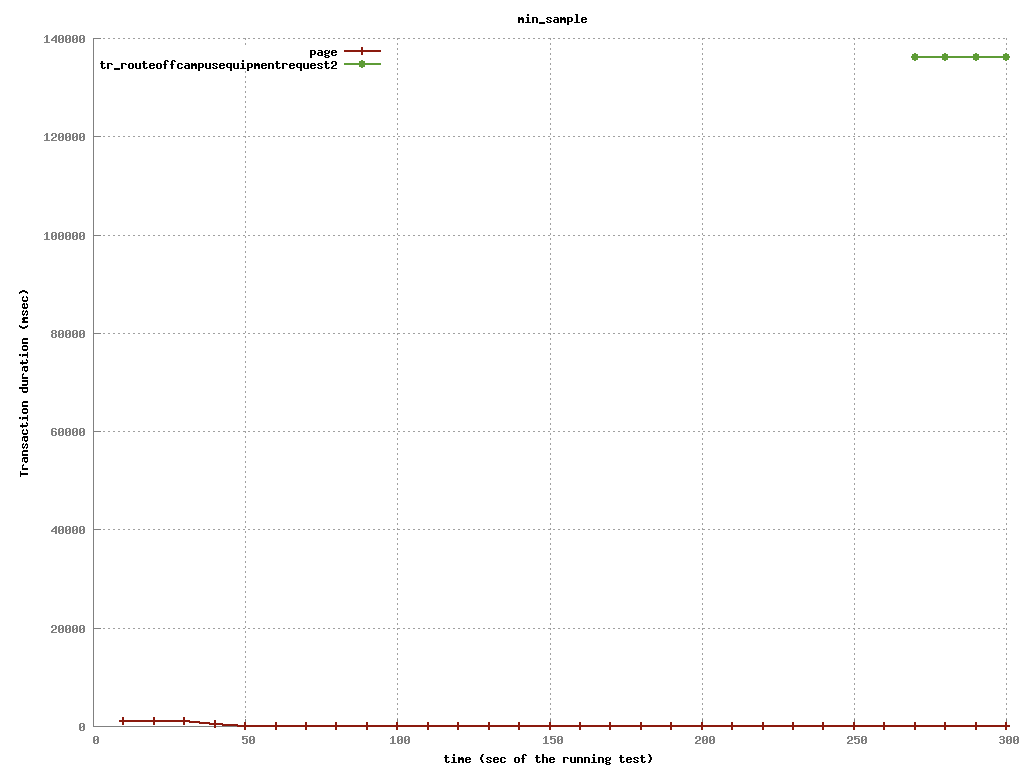 min_sample
page
tr_routeoffcampusequipmentrequest2
140000
120000
100000
80000
60000
40000
20000
0
Transaction duration (msec)
0 50 100 150 200 250 300
time (sec of the running test)